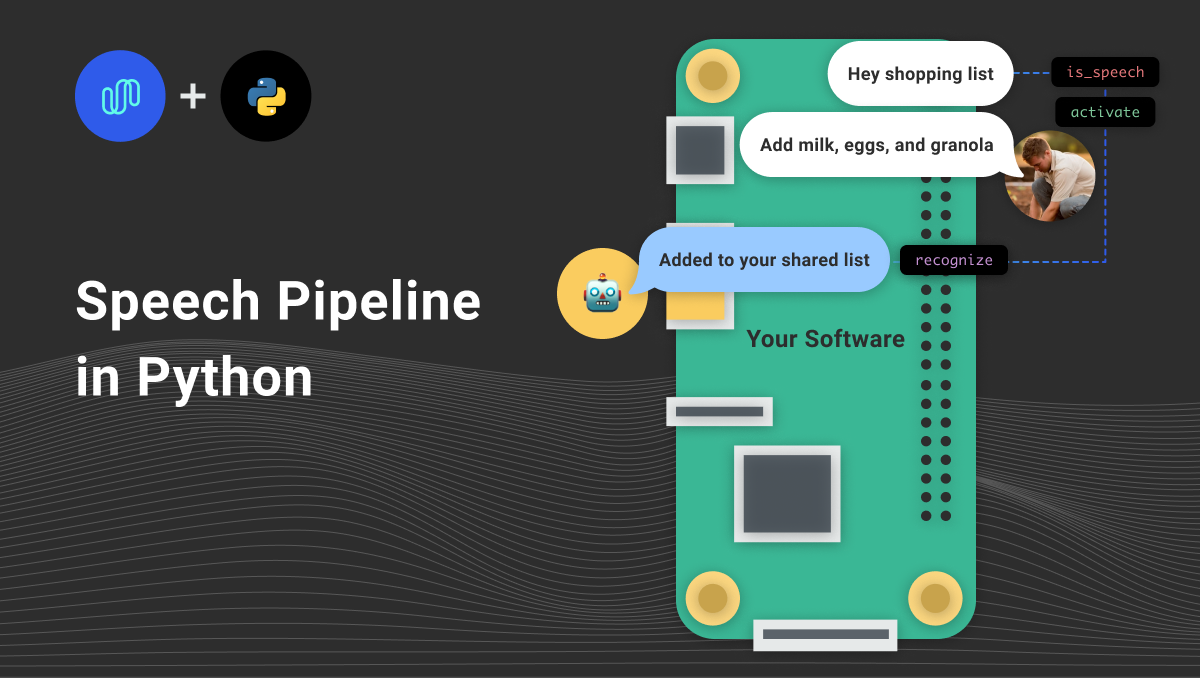 Speech Pipeline
in Python
Hey shopping list
is_speech
activate
Add milk, eggs, and granola
Added to your shared list
recognize
Your Software